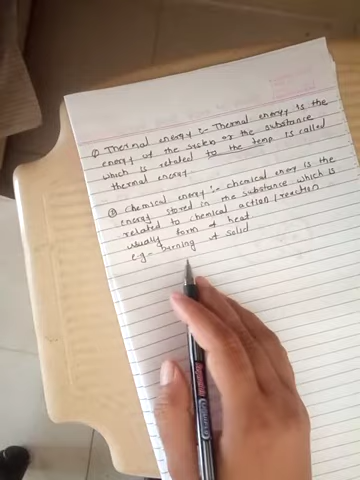 ① Thermal energy :- Thermal energy is the
energy of the system or the substance
which is related to the temp is called
thermal energy
② Chemical energy :- chemical enery is the
energy stored in the substance which is
related to chemical action / reaction
usually form of heat
e.g - burning of solid